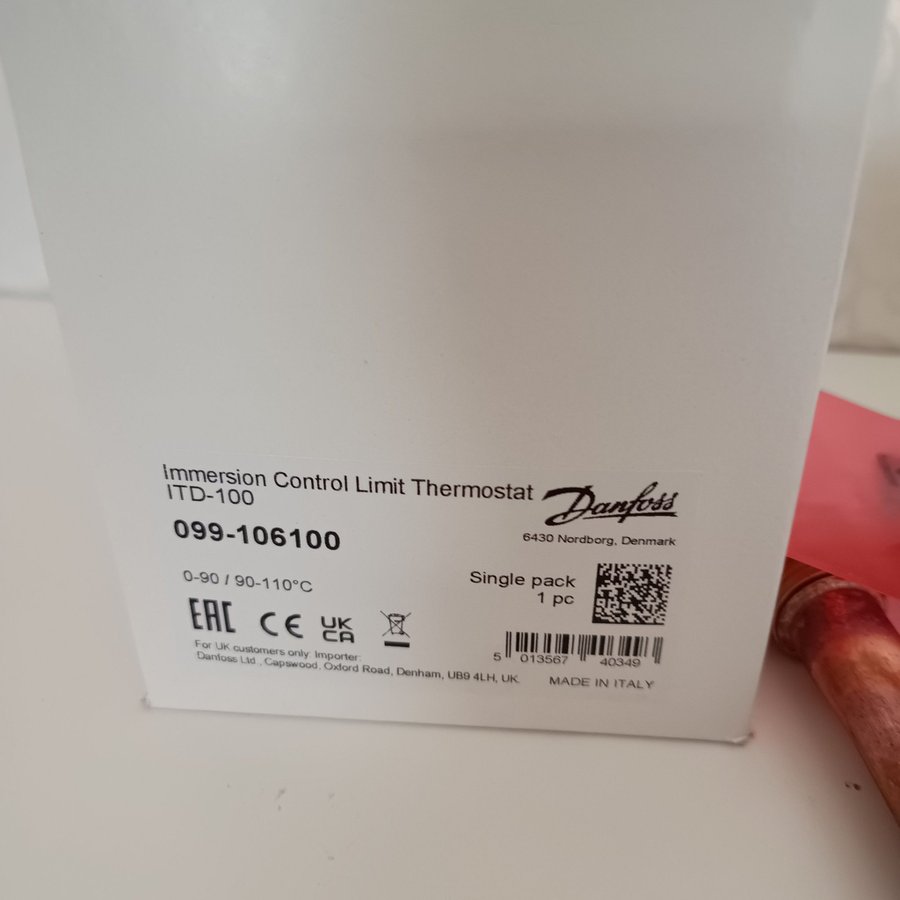 Immersion Control Limit Thermostat
ITD-100
Danfoss
099-106100
6430 Nordborg, Denmark
0-90 / 90-110°C
Single pack
1 pc
EAC CE UK
CA
For UK customers only: Importer:
Danfoss Ltd., Capswood, Oxford Road, Denham, UB9 4LH, UK.
5 013567 40349
MADE IN ITALY